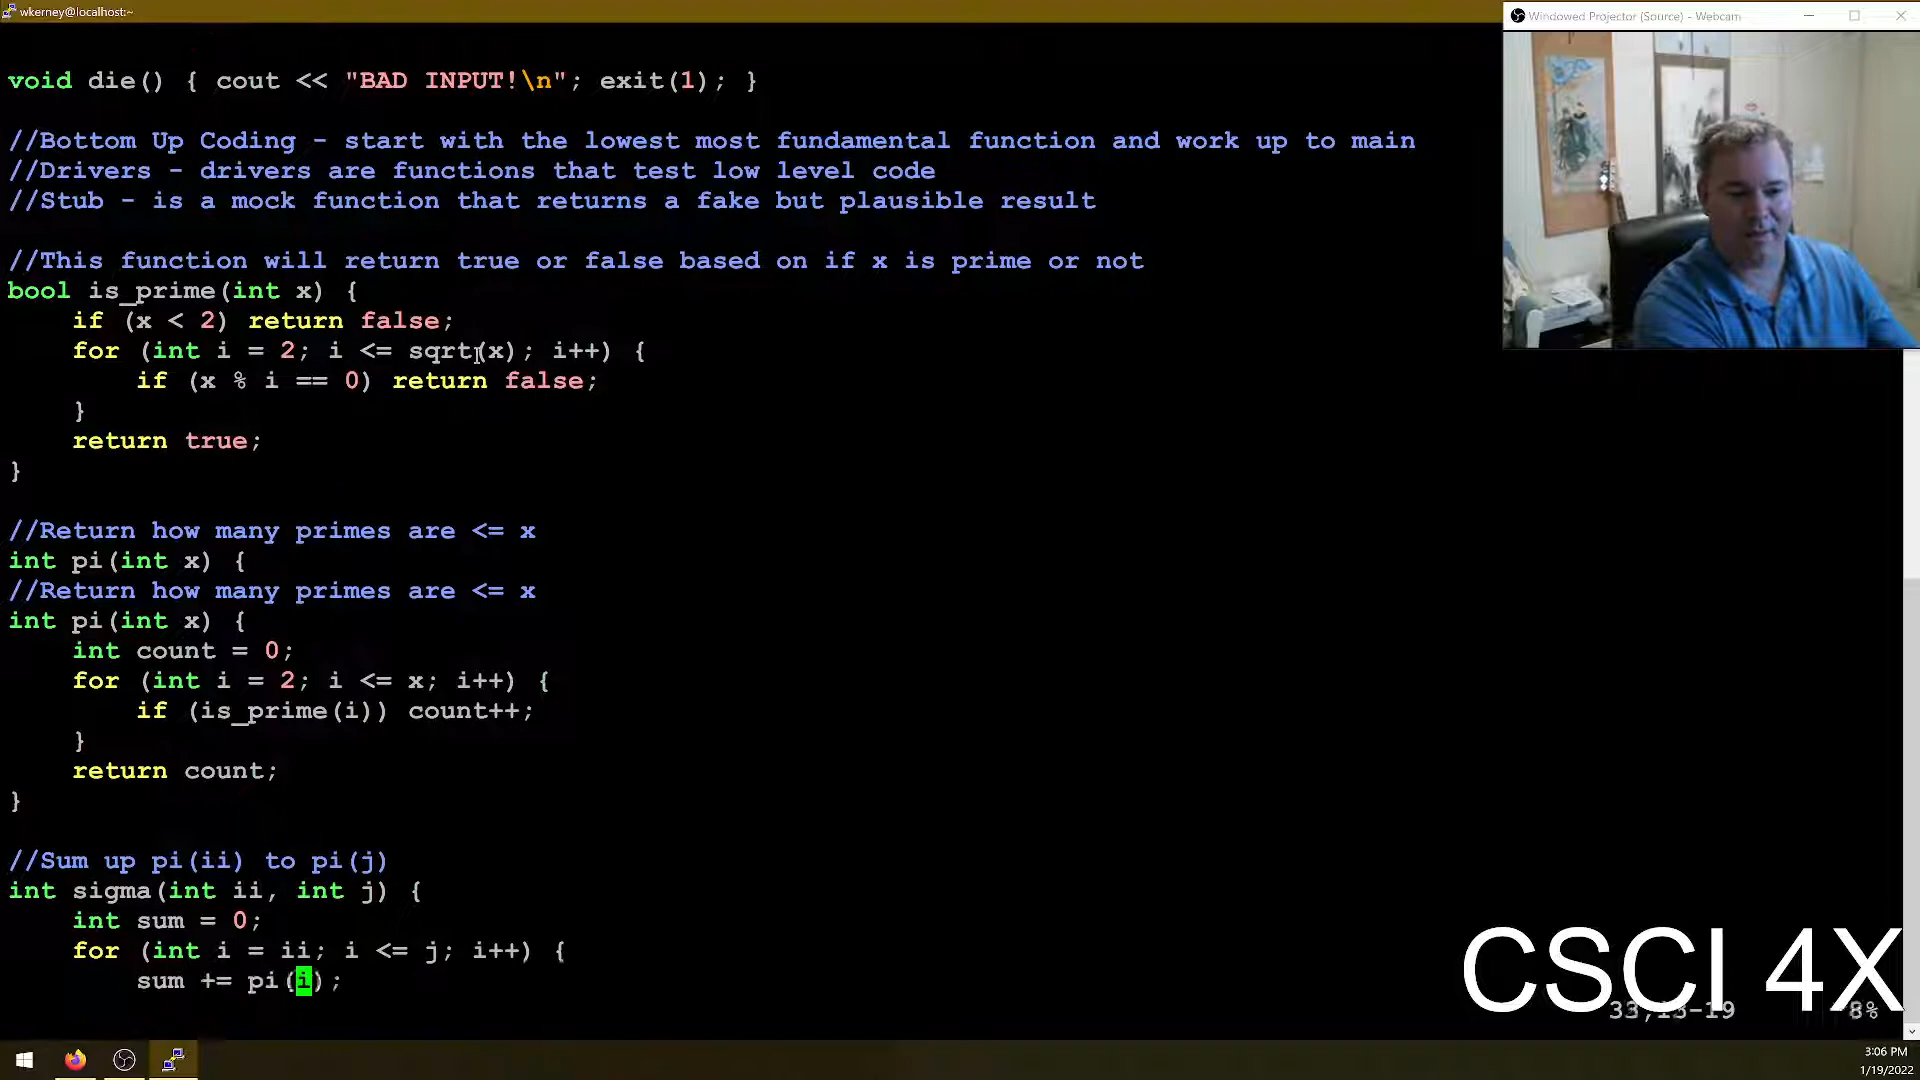 wkerney@localhost:~
Windowed Projector (Source) - Webcam
void die() { cout << "BAD INPUT!\n"; exit(1); }
//Bottom Up Coding - start with the lowest most fundamental function and work up to main
//Drivers - drivers are functions that test low level code
//Stub - is a mock function that returns a fake but plausible result
//This function will return true or false based on if x is prime or not
bool is_prime(int x) {
    if (x < 2) return false;
    for (int i = 2; i <= sqrt(x); i++) {
        if (x % i == 0) return false;
    }
    return true;
}
//Return how many primes are <= x
int pi(int x) {
//Return how many primes are <= x
int pi(int x) {
    int count = 0;
    for (int i = 2; i <= x; i++) {
        if (is_prime(i)) count++;
    }
    return count;
}
//Sum up pi(ii) to pi(j)
int sigma(int ii, int j) {
    int sum = 0;
    for (int i = ii; i <= j; i++) {
        sum += pi(i);
CSCI 4X
8%
3:06 PM
1/19/2022